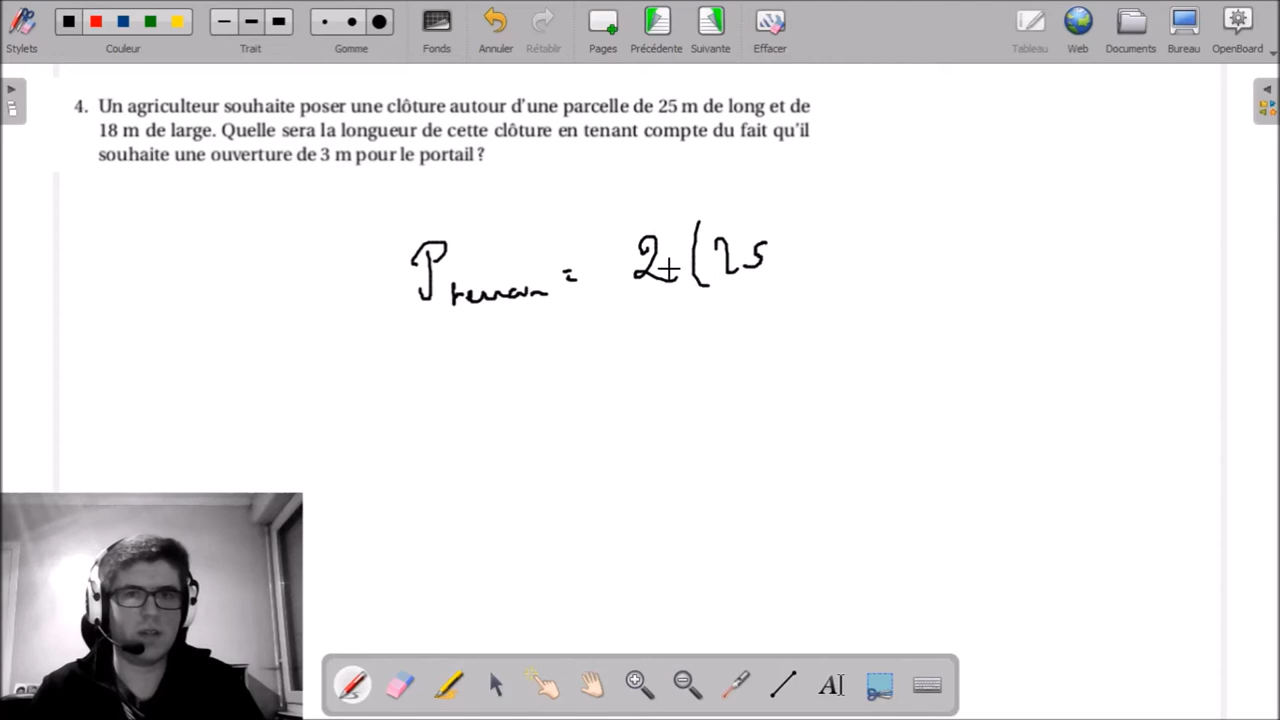 Stylets
Couleur
Trait
Gomme
Fonds
Annuler
Rétablir
Pages
Précédente
Suivante
Effacer
Tableau
Web
Documents
Bureau
OpenBoard
4. Un agriculteur souhaite poser une clôture autour d'une parcelle de 25 m de long et de
18 m de large. Quelle sera la longueur de cette clôture en tenant compte du fait qu'il
souhaite une ouverture de 3 m pour le portail ?
P terrain = 2 (25
AI